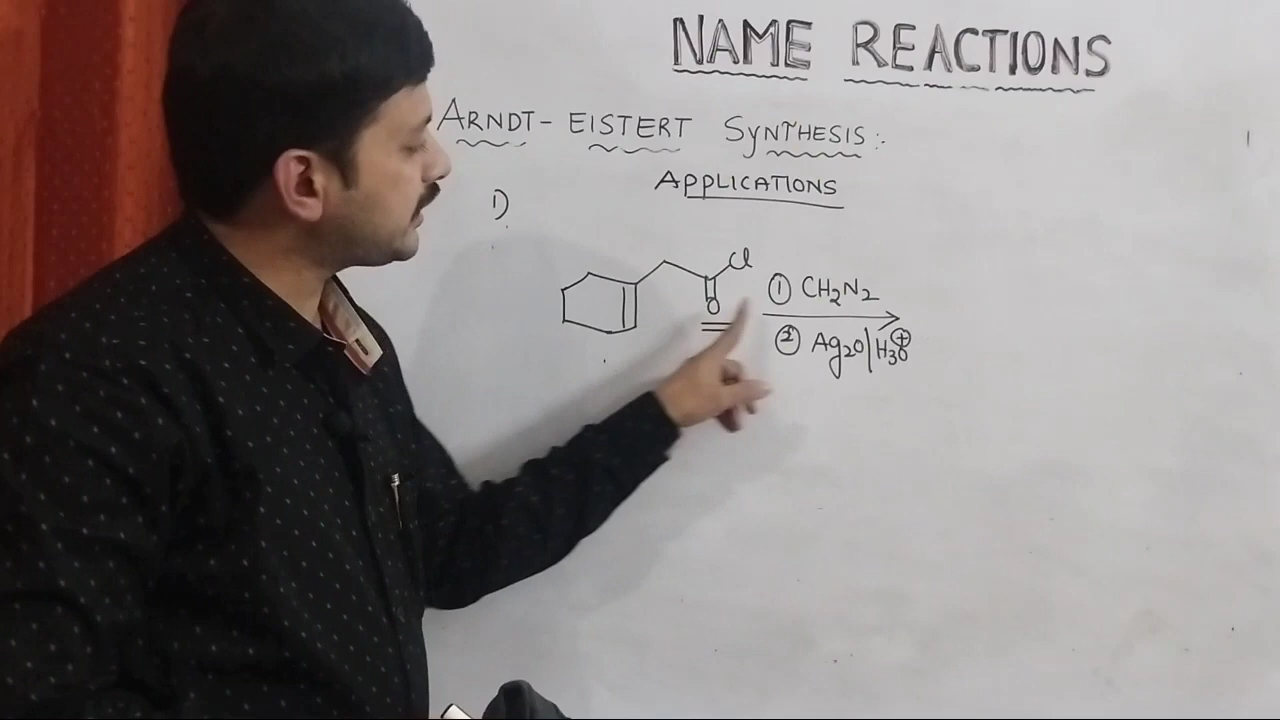 NAME REACTIONS
ARNDT-EISTERT SYNTHESIS:
APPLICATIONS
1)
Cl
O
① CH₂N₂
② Ag₂O/H₃O⊕